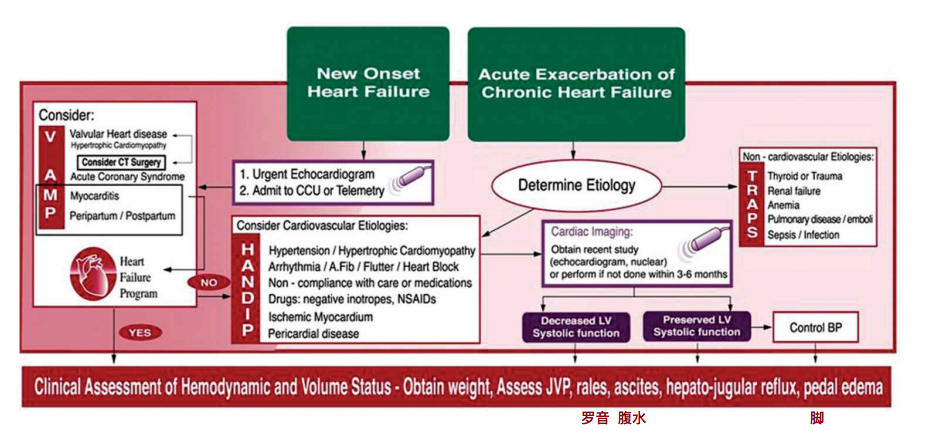 New Onset
Heart Failure
Acute Exacerbation of
Chronic Heart Failure
Consider:
V
Valvular Heart disease
Hypertrophic Cardiomyopathy
Consider CT Surgery
A
Acute Coronary Syndrome
M
Myocarditis
P
Peripartum / Postpartum
Heart
Failure
Program
1. Urgent Echocardiogram
2. Admit to CCU or Telemetry
Determine Etiology
Non - cardiovascular Etiologies:
T
Thyroid or Trauma
R
Renal failure
A
Anemia
P
Pulmonary disease / emboli
S
Sepsis / Infection
Consider Cardiovascular Etiologies:
H
Hypertension / Hypertrophic Cardiomyopathy
A
Arrhythmia / A.Fib / Flutter / Heart Block
N
Non - compliance with care or medications
D
Drugs: negative inotropes, NSAIDs
I
Ischemic Myocardium
P
Pericardial disease
Cardiac Imaging:
Obtain recent study
(echocardiogram, nuclear)
or perform if not done within 3-6 months
NO
YES
Decreased LV
Systolic function
Preserved LV
Systolic function
Control BP
Clinical Assessment of Hemodynamic and Volume Status - Obtain weight, Assess JVP, rales, ascites, hepato-jugular reflux, pedal edema
罗音 腹水 脚